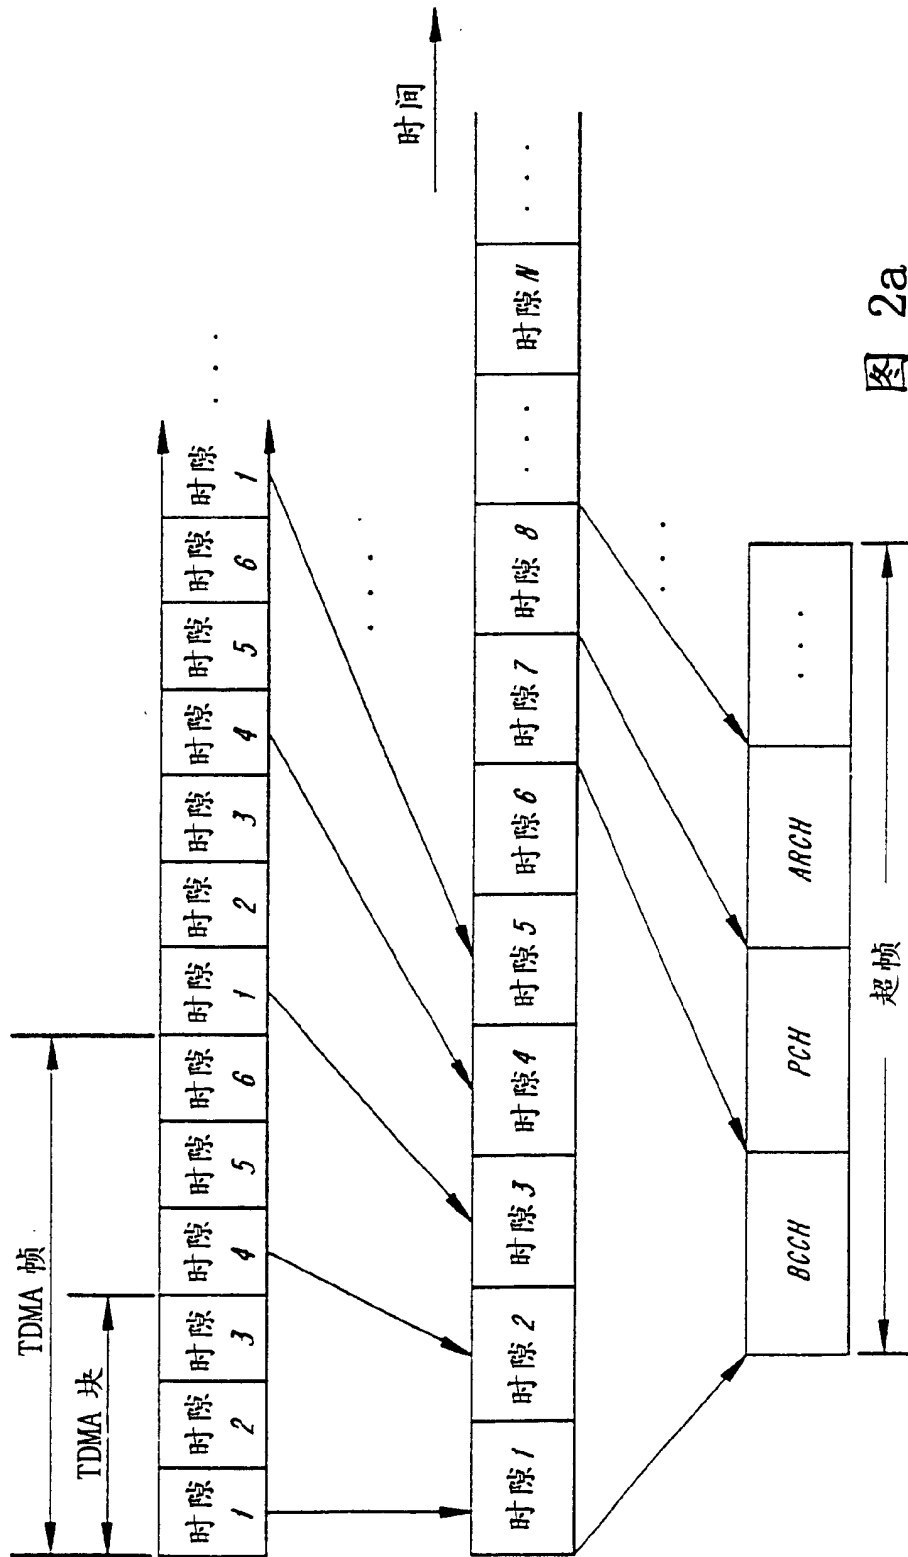 TDMA 帧
TDMA 块
时隙 1
时隙 2
时隙 3
时隙 4
时隙 5
时隙 6
时隙 1
时隙 2
时隙 3
时隙 4
时隙 5
时隙 6
时隙 1
. . .
时间
. . .
时隙 1
时隙 2
时隙 3
时隙 4
时隙 5
时隙 6
时隙 7
时隙 8
. . .
时隙 N
. . .
. . .
BCCH
PCH
ARCH
. . .
超帧
图 2a